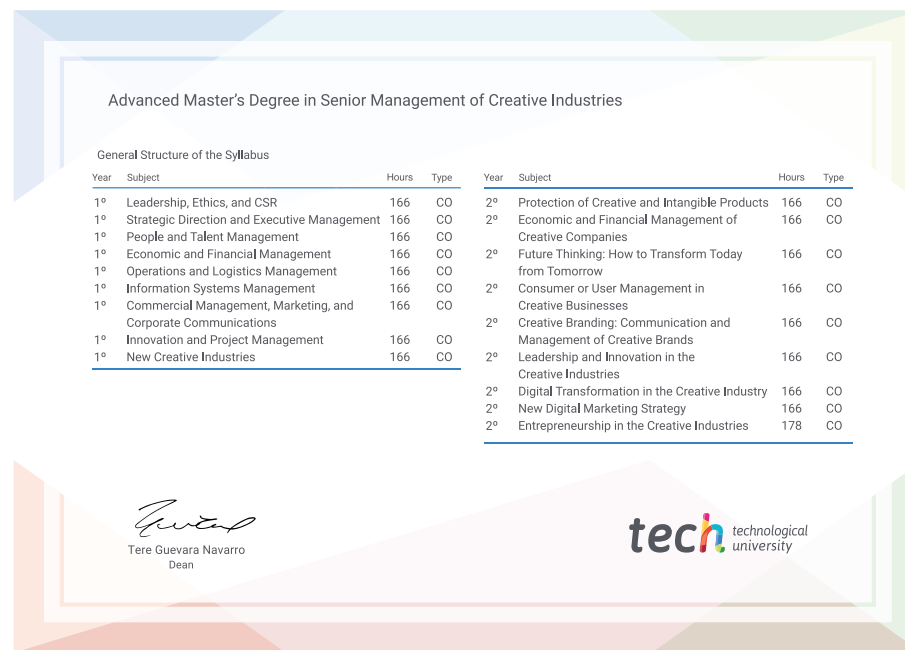 Advanced Master's Degree in Senior Management of Creative Industries
General Structure of the Syllabus
Year Subject Hours Type
1º Leadership, Ethics, and CSR 166 CO
1º Strategic Direction and Executive Management 166 CO
1º People and Talent Management 166 CO
1º Economic and Financial Management 166 CO
1º Operations and Logistics Management 166 CO
1º Information Systems Management 166 CO
1º Commercial Management, Marketing, and 166 CO
Corporate Communications
1º Innovation and Project Management 166 CO
1º New Creative Industries 166 CO
Year Subject Hours Type
2º Protection of Creative and Intangible Products 166 CO
2º Economic and Financial Management of 166 CO
Creative Companies
2º Future Thinking: How to Transform Today 166 CO
from Tomorrow
2º Consumer or User Management in 166 CO
Creative Businesses
2º Creative Branding: Communication and 166 CO
Management of Creative Brands
2º Leadership and Innovation in the 166 CO
Creative Industries
2º Digital Transformation in the Creative Industry 166 CO
2º New Digital Marketing Strategy 166 CO
2º Entrepreneurship in the Creative Industries 178 CO
Tere Guevara Navarro
Dean
tech technological
university